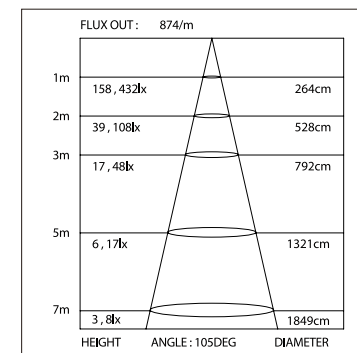 FLUX OUT : 874/m
1m
158 , 432lx 264cm
2m
39 , 108lx 528cm
3m
17 , 48lx 792cm
5m
6 , 17lx 1321cm
7m
3 , 8lx 1849cm
HEIGHT ANGLE : 105DEG DIAMETER